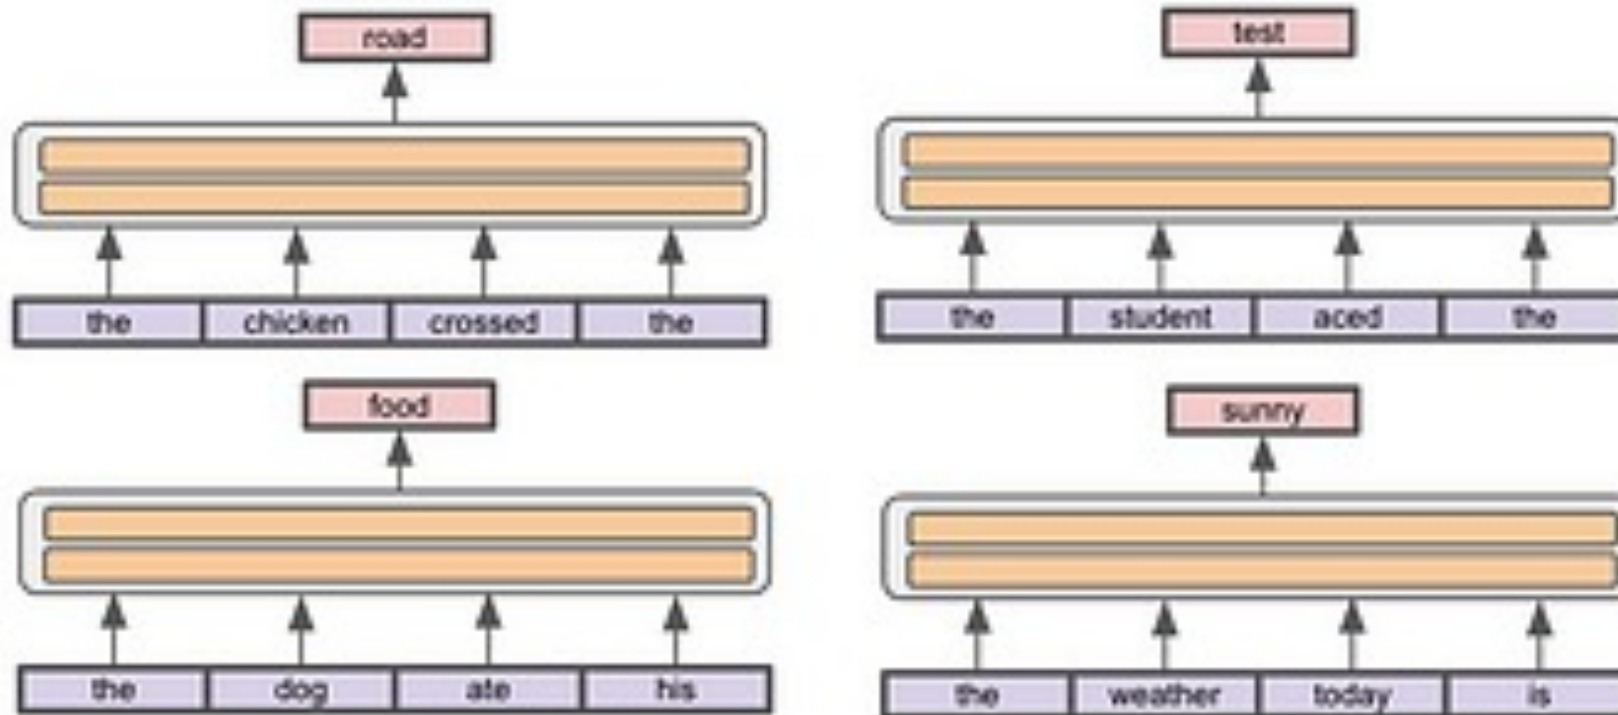 road
the chicken crossed the
test
the student aced the
food
the dog ate his
sunny
the weather today is